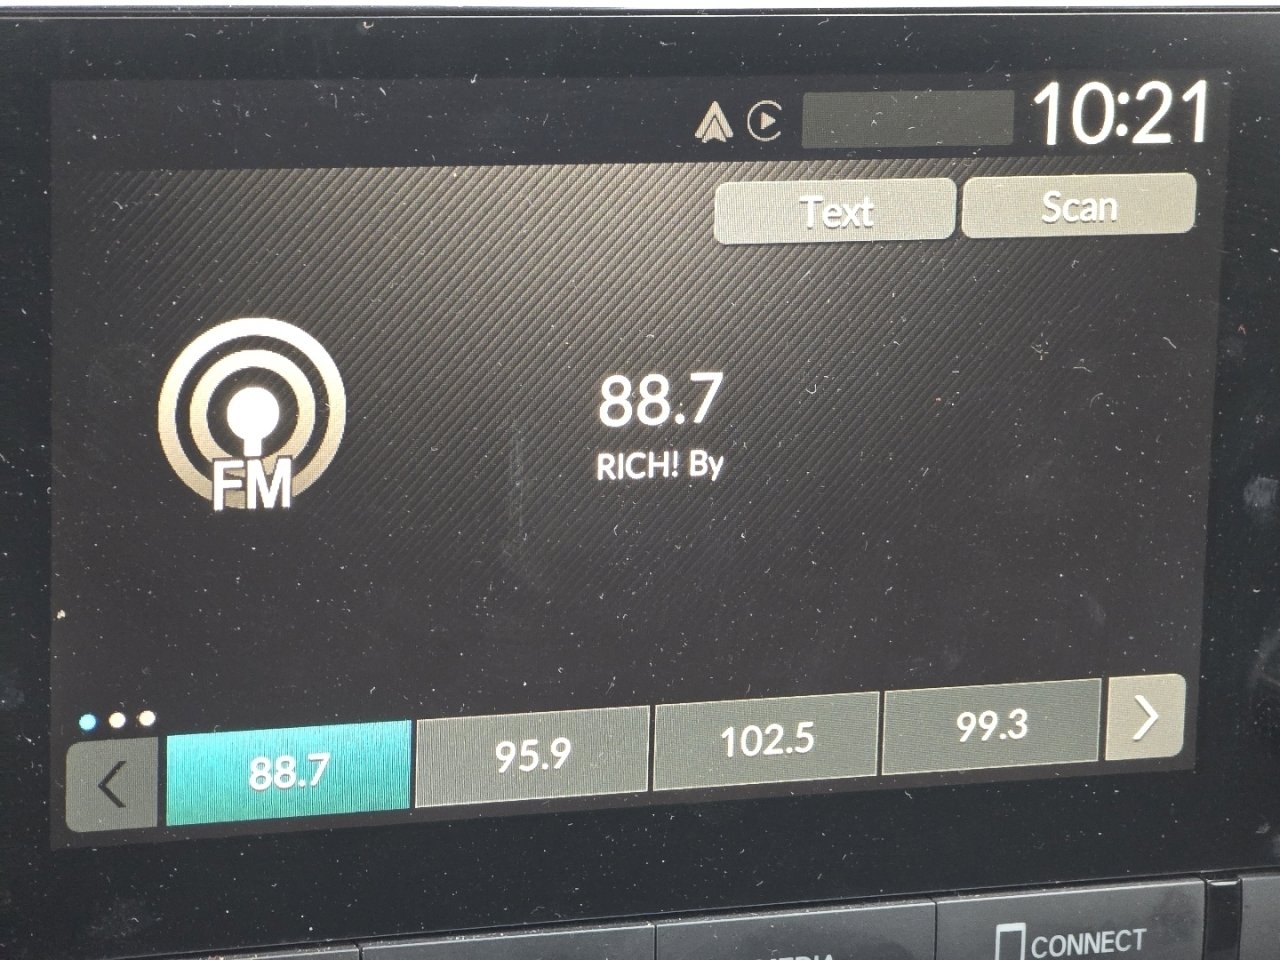 10:21
Text Scan
FM
88.7
RICH! By
88.7 95.9 102.5 99.3
CONNECT